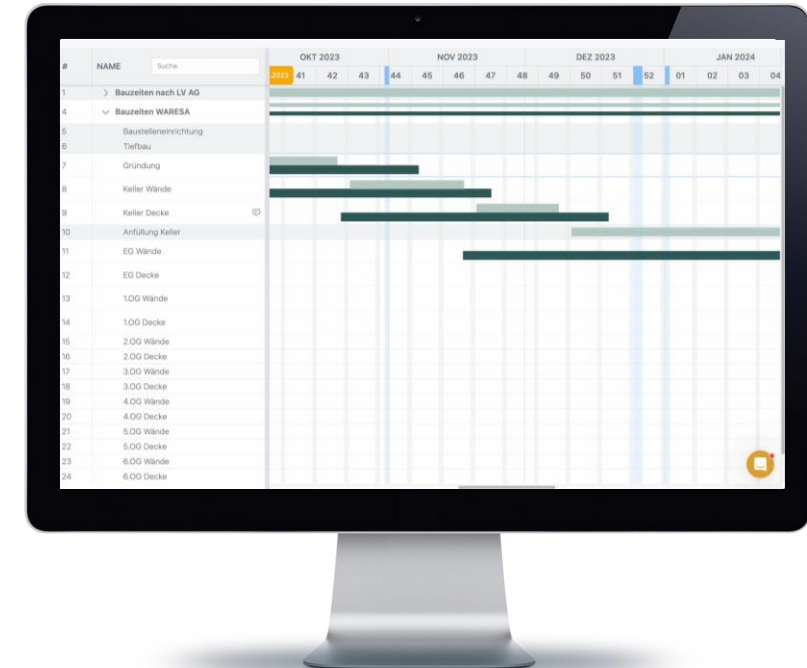 OKT 2023 NOV 2023 DEZ 2023 JAN 2024
# NAME Suche
2023 41 42 43 44 45 46 47 48 49 50 51 52 01 02 03 04
1 Bauzeiten nach LV AG
4 Bauzeiten WARESA
5 Baustelleneinrichtung
6 Tiefbau
7 Gründung
8 Keller Wände
9 Keller Decke
10 Anfüllung Keller
11 EG Wände
12 EG Decke
13 1.OG Wände
14 1.OG Decke
15 2.OG Wände
16 2.OG Decke
17 3.OG Wände
18 3.OG Decke
19 4.OG Wände
20 4.OG Decke
21 5.OG Wände
22 5.OG Decke
23 6.OG Wände
24 6.OG Decke